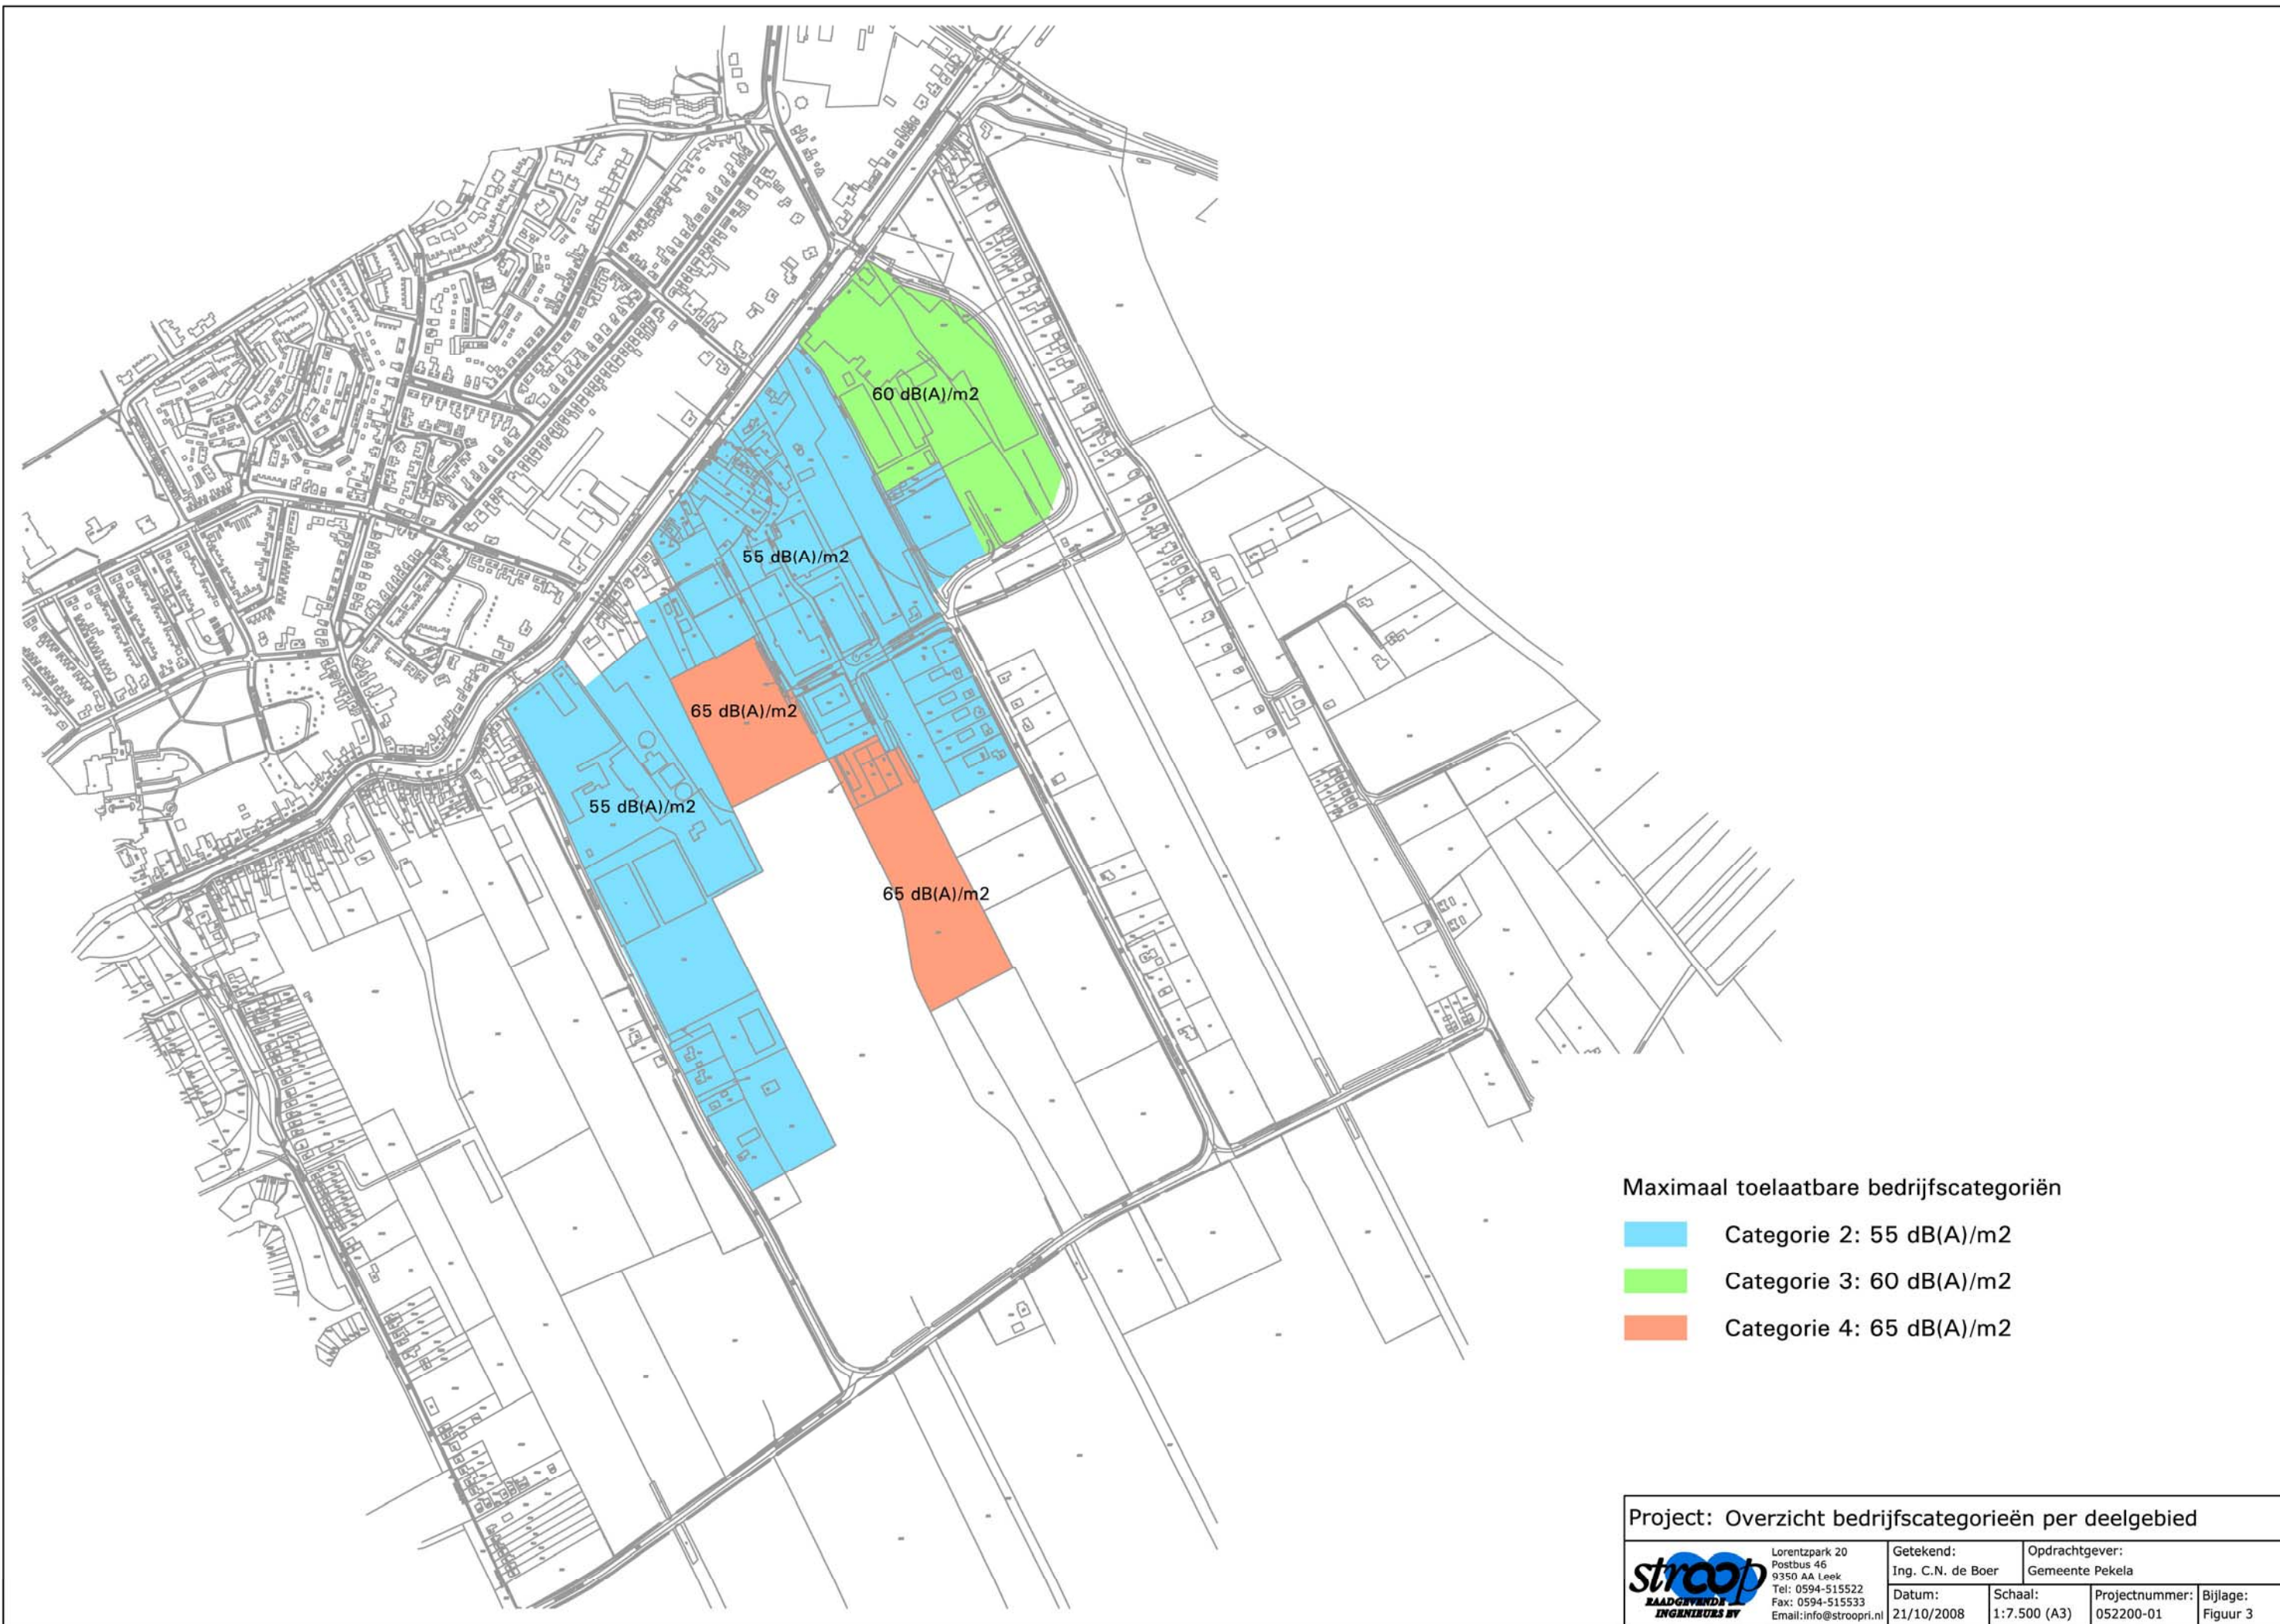 60 dB(A)/m2
55 dB(A)/m2
65 dB(A)/m2
55 dB(A)/m2
65 dB(A)/m2
Maximaal toelaatbare bedrijfscategoriën
Categorie 2: 55 dB(A)/m2
Categorie 3: 60 dB(A)/m2
Categorie 4: 65 dB(A)/m2
Project: Overzicht bedrijfscategorieën per deelgebied
stroop
RAADGEVENDE
INGENIEURS BV
Lorentzpark 20
Postbus 46
9350 AA Leek
Tel: 0594-515522
Fax: 0594-515533
Email:info@stroopri.nl
Getekend:
Ing. C.N. de Boer
Opdrachtgever:
Gemeente Pekela
Datum:
21/10/2008
Schaal:
1:7.500 (A3)
Projectnummer:
052200-01
Bijlage:
Figuur 3